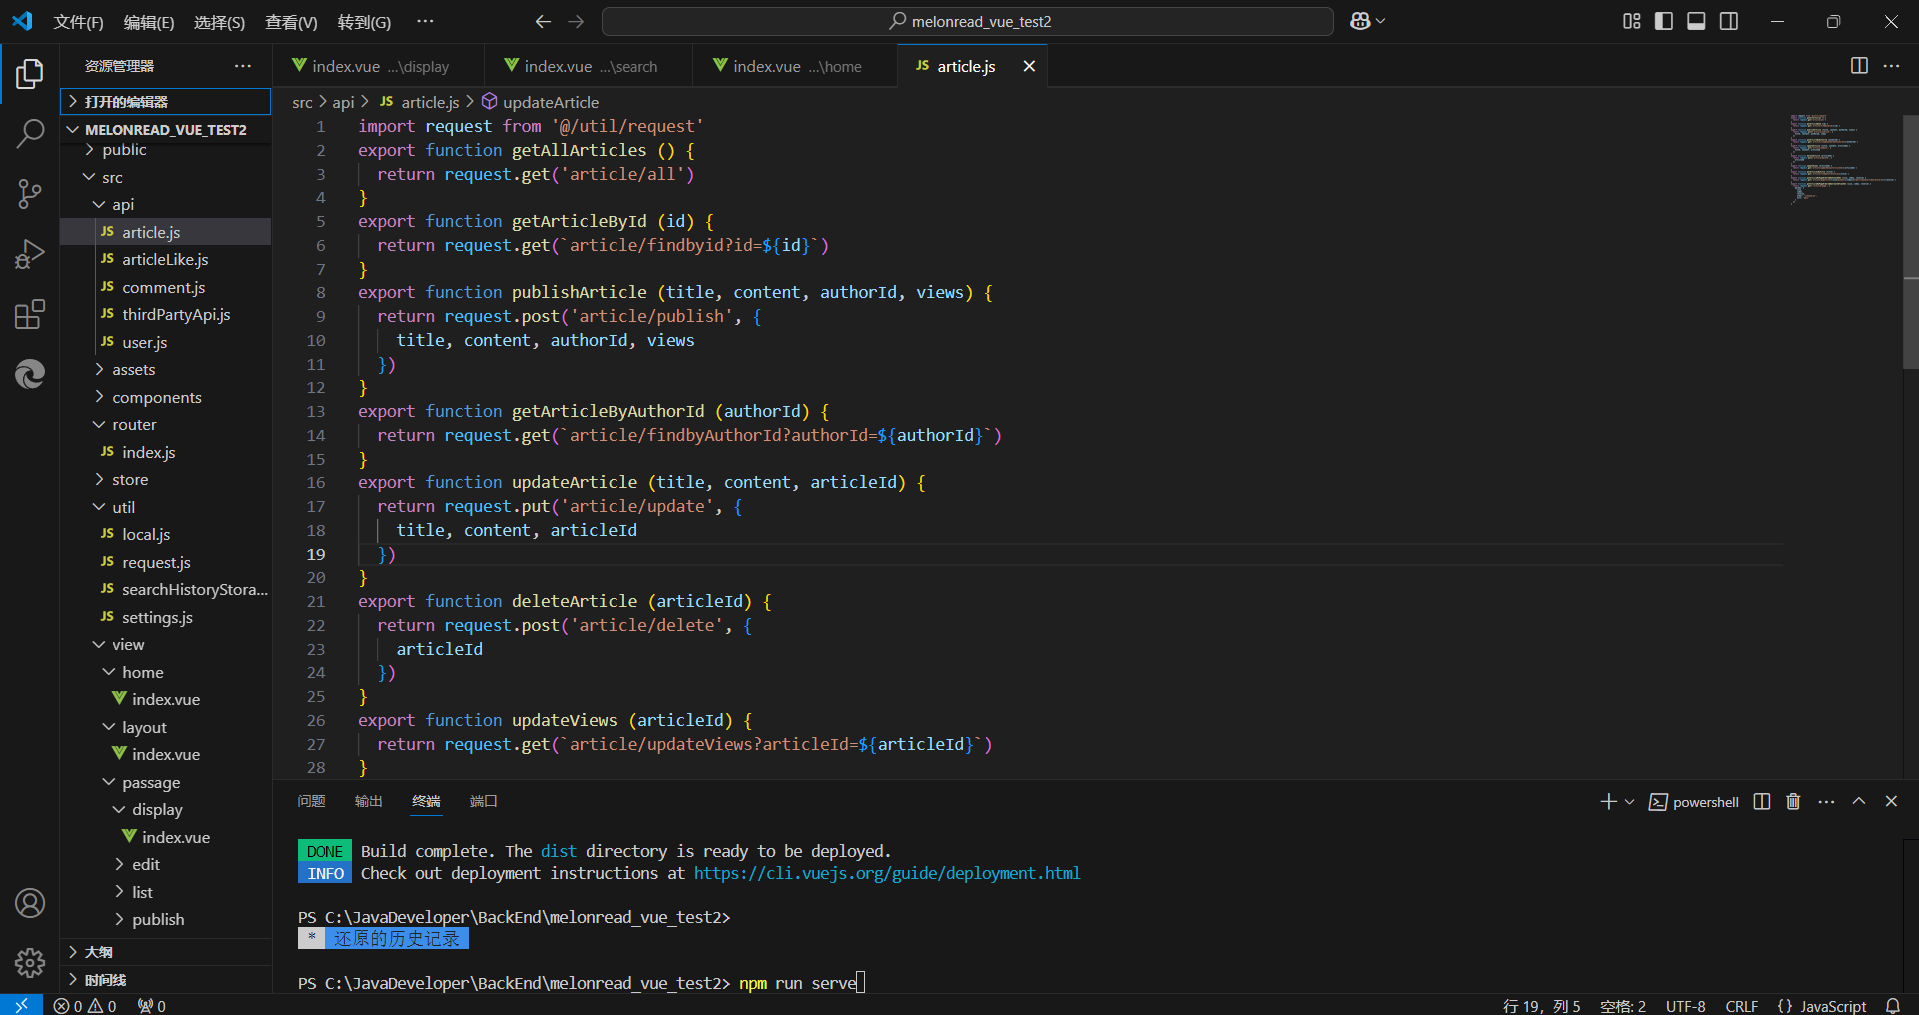 文件(F) 编辑(E) 选择(S) 查看(V) 转到(G) ··· melonread_vue_test2
资源管理器 ···
打开的编辑器
MELONREAD_VUE_TEST2
public
src
api
JS article.js
JS articleLike.js
JS comment.js
JS thirdPartyApi.js
JS user.js
assets
components
router
JS index.js
store
util
JS local.js
JS request.js
JS searchHistoryStora...
JS settings.js
view
home
index.vue
layout
index.vue
passage
display
index.vue
edit
list
publish
大纲
时间线
index.vue ...\display index.vue ...\search index.vue ...\home JS article.js
src > api > JS article.js > updateArticle
1 import request from '@/util/request'
2 export function getAllArticles () {
3 return request.get('article/all')
4 }
5 export function getArticleById (id) {
6 return request.get(`article/findbyid?id=${id}`)
7 }
8 export function publishArticle (title, content, authorId, views) {
9 return request.post('article/publish', {
10 title, content, authorId, views
11 })
12 }
13 export function getArticleByAuthorId (authorId) {
14 return request.get(`article/findbyAuthorId?authorId=${authorId}`)
15 }
16 export function updateArticle (title, content, articleId) {
17 return request.put('article/update', {
18 title, content, articleId
19 })
20 }
21 export function deleteArticle (articleId) {
22 return request.post('article/delete', {
23 articleId
24 })
25 }
26 export function updateViews (articleId) {
27 return request.get(`article/updateViews?articleId=${articleId}`)
28 }
问题 输出 终端 端口 powershell
DONE Build complete. The dist directory is ready to be deployed.
INFO Check out deployment instructions at https://cli.vuejs.org/guide/deployment.html
PS C:\JavaDeveloper\BackEnd\melonread_vue_test2>
* 还原的历史记录
PS C:\JavaDeveloper\BackEnd\melonread_vue_test2> npm run serve
0 0 0 行 19，列 5 空格: 2 UTF-8 CRLF {} JavaScript